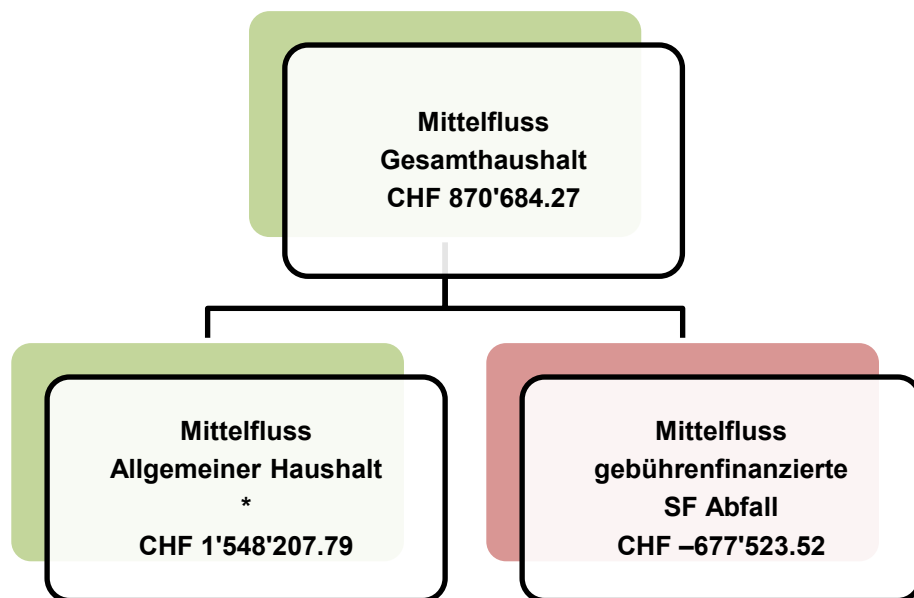 Mittelfluss
Gesamthaushalt
CHF 870'684.27
Mittelfluss
Allgemeiner Haushalt
*
CHF 1'548'207.79
Mittelfluss
gebührenfinanzierte
SF Abfall
CHF –677'523.52